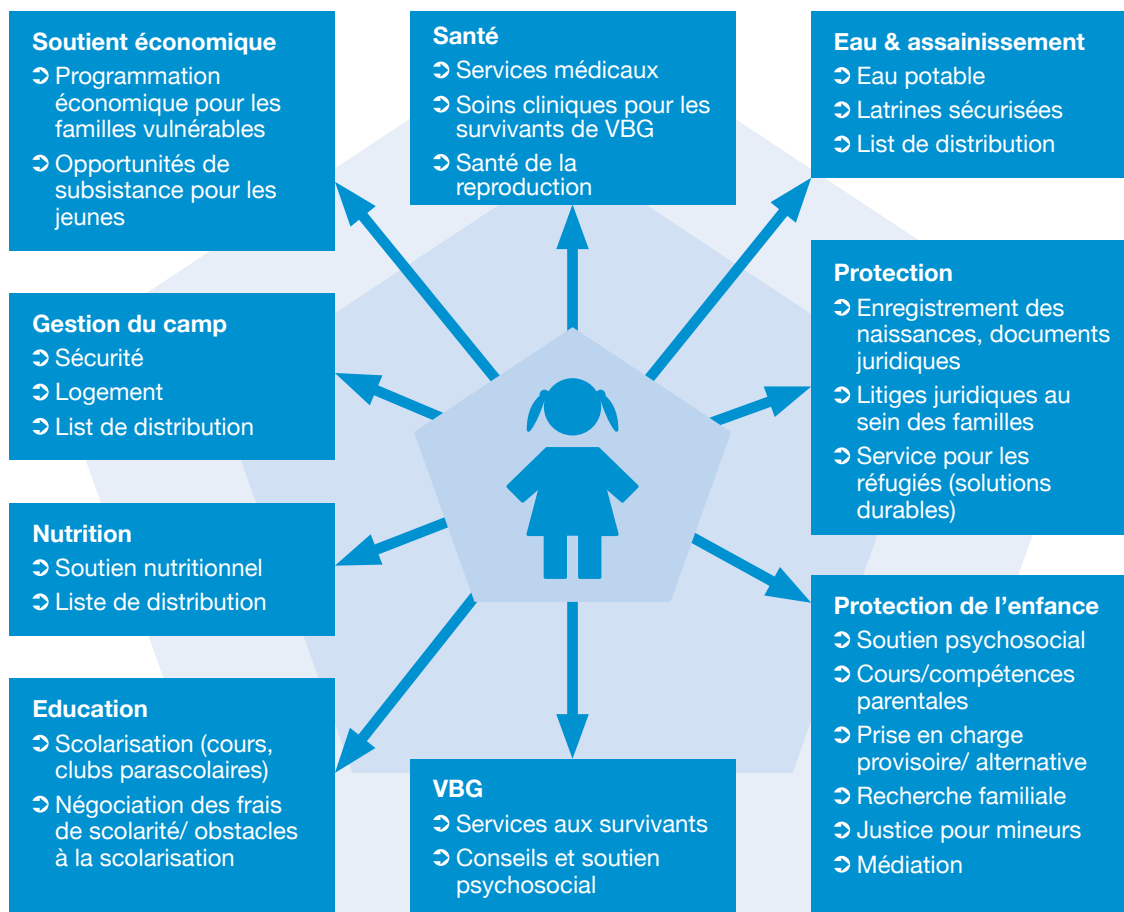 Soutient économique
➲ Programmation
économique pour les
familles vulnérables
➲ Opportunités de
subsistance pour les
jeunes
Santé
➲ Services médicaux
➲ Soins cliniques pour les
survivants de VBG
➲ Santé de la
reproduction
Eau & assainissement
➲ Eau potable
➲ Latrines sécurisées
➲ List de distribution
Gestion du camp
➲ Sécurité
➲ Logement
➲ List de distribution
Protection
➲ Enregistrement des
naissances, documents
juridiques
➲ Litiges juridiques au
sein des familles
➲ Service pour les
réfugiés (solutions
durables)
Nutrition
➲ Soutien nutritionnel
➲ Liste de distribution
Protection de l’enfance
➲ Soutien psychosocial
➲ Cours/compétences
parentales
➲ Prise en charge
provisoire/ alternative
➲ Recherche familiale
➲ Justice pour mineurs
➲ Médiation
Education
➲ Scolarisation (cours,
clubs parascolaires)
➲ Négociation des frais
de scolarité/ obstacles
à la scolarisation
VBG
➲ Services aux survivants
➲ Conseils et soutien
psychosocial